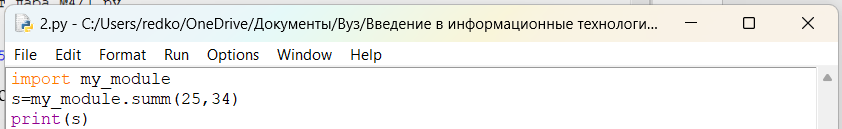 2.py - C:/Users/redko/OneDrive/Документы/Вуз/Введение в информационные технологи...
File Edit Format Run Options Window Help
import my_module
s=my_module.summ(25,34)
print(s)